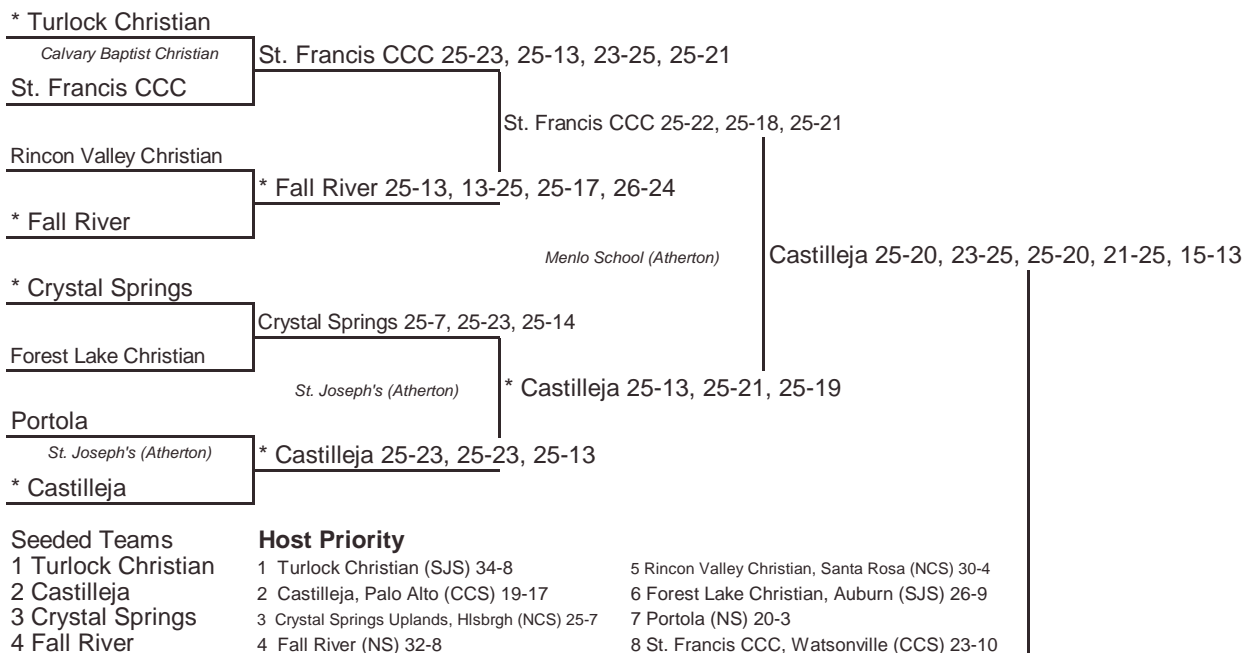 * Turlock Christian
Calvary Baptist Christian
St. Francis CCC 25-23, 25-13, 23-25, 25-21
St. Francis CCC
St. Francis CCC 25-22, 25-18, 25-21
Rincon Valley Christian
* Fall River 25-13, 13-25, 25-17, 26-24
* Fall River
Menlo School (Atherton)
Castilleja 25-20, 23-25, 25-20, 21-25, 15-13
* Crystal Springs
Crystal Springs 25-7, 25-23, 25-14
Forest Lake Christian
St. Joseph's (Atherton)
* Castilleja 25-13, 25-21, 25-19
Portola
St. Joseph's (Atherton)
* Castilleja 25-23, 25-23, 25-13
* Castilleja
Seeded Teams
1 Turlock Christian
2 Castilleja
3 Crystal Springs
4 Fall River
Host Priority
1 Turlock Christian (SJS) 34-8
2 Castilleja, Palo Alto (CCS) 19-17
3 Crystal Springs Uplands, Hlsbrgh (NCS) 25-7
4 Fall River (NS) 32-8
5 Rincon Valley Christian, Santa Rosa (NCS) 30-4
6 Forest Lake Christian, Auburn (SJS) 26-9
7 Portola (NS) 20-3
8 St. Francis CCC, Watsonville (CCS) 23-10